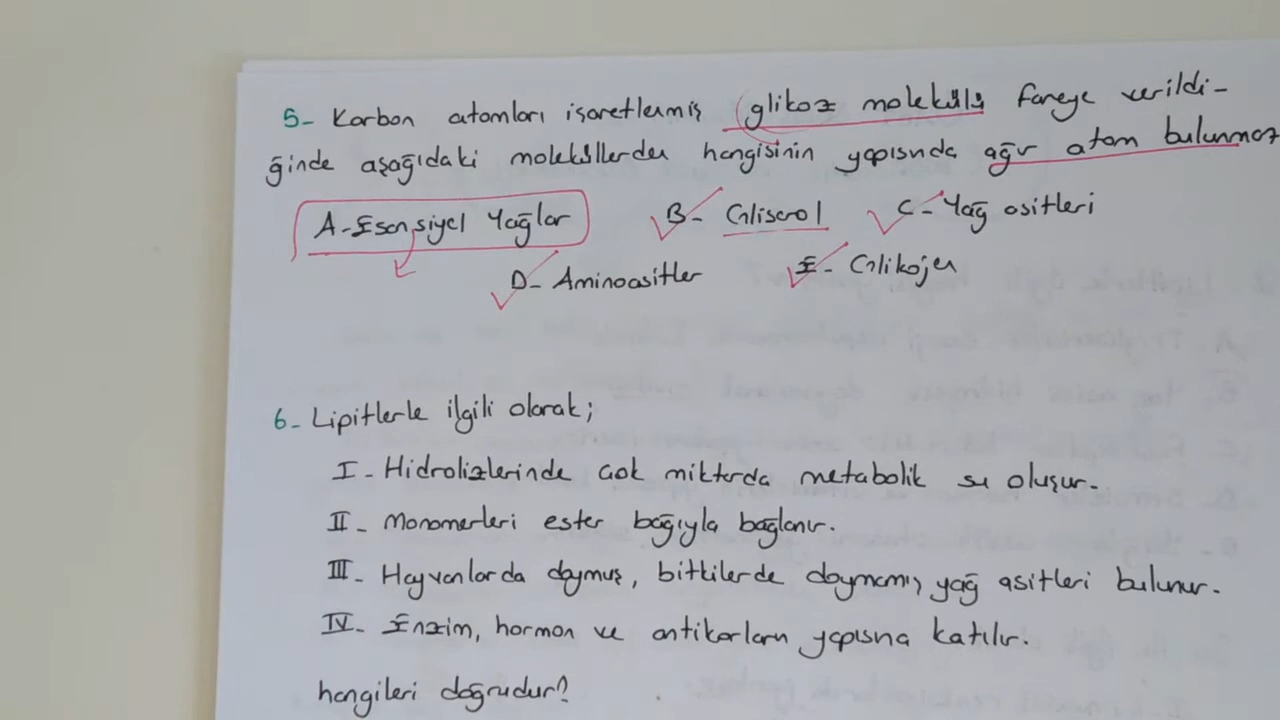 5- Karbon atomları işaretlenmiş glikoz molekülü fareye verildi-
ğinde aşağıdaki moleküllerden hangisinin yapısında ağır atom bulunmaz
A-Esensiyel Yağlar B- Gliserol C- Yağ asitleri
D- Aminoasitler E- Glikojen
6- Lipitlerle ilgili olarak;
I- Hidrolizlerinde çok miktarda metabolik su oluşur.
II- Monomerleri ester bağıyla bağlanır.
III- Hayvanlarda doymuş, bitkilerde doymamış yağ asitleri bulunur.
IV- Enzim, hormon ve antikorların yapısına katılır.
hangileri doğrudur?